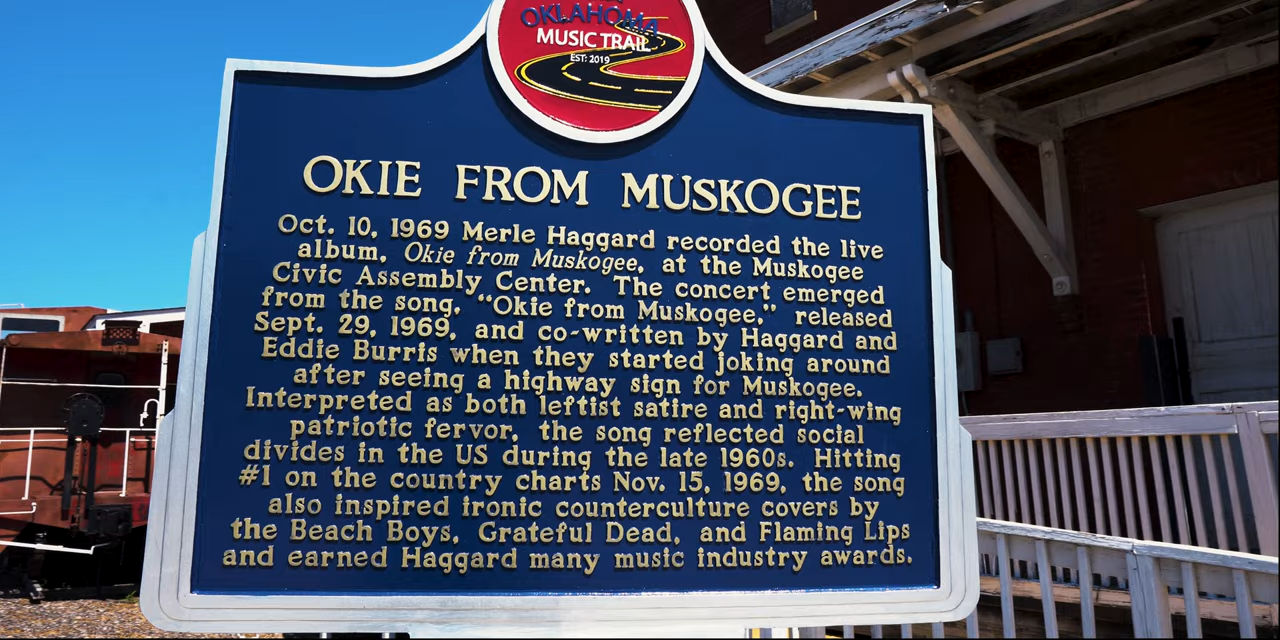 OKLAHOMA
MUSIC TRAIL
EST: 2019
OKIE FROM MUSKOGEE
Oct. 10, 1969 Merle Haggard recorded the live
album, Okie from Muskogee, at the Muskogee
Civic Assembly Center. The concert emerged
from the song, "Okie from Muskogee," released
Sept. 29, 1969, and co-written by Haggard and
Eddie Burris when they started joking around
after seeing a highway sign for Muskogee.
Interpreted as both leftist satire and right-wing
patriotic fervor, the song reflected social
divides in the US during the late 1960s. Hitting
#1 on the country charts Nov. 15, 1969, the song
also inspired ironic counterculture covers by
the Beach Boys, Grateful Dead, and Flaming Lips
and earned Haggard many music industry awards.